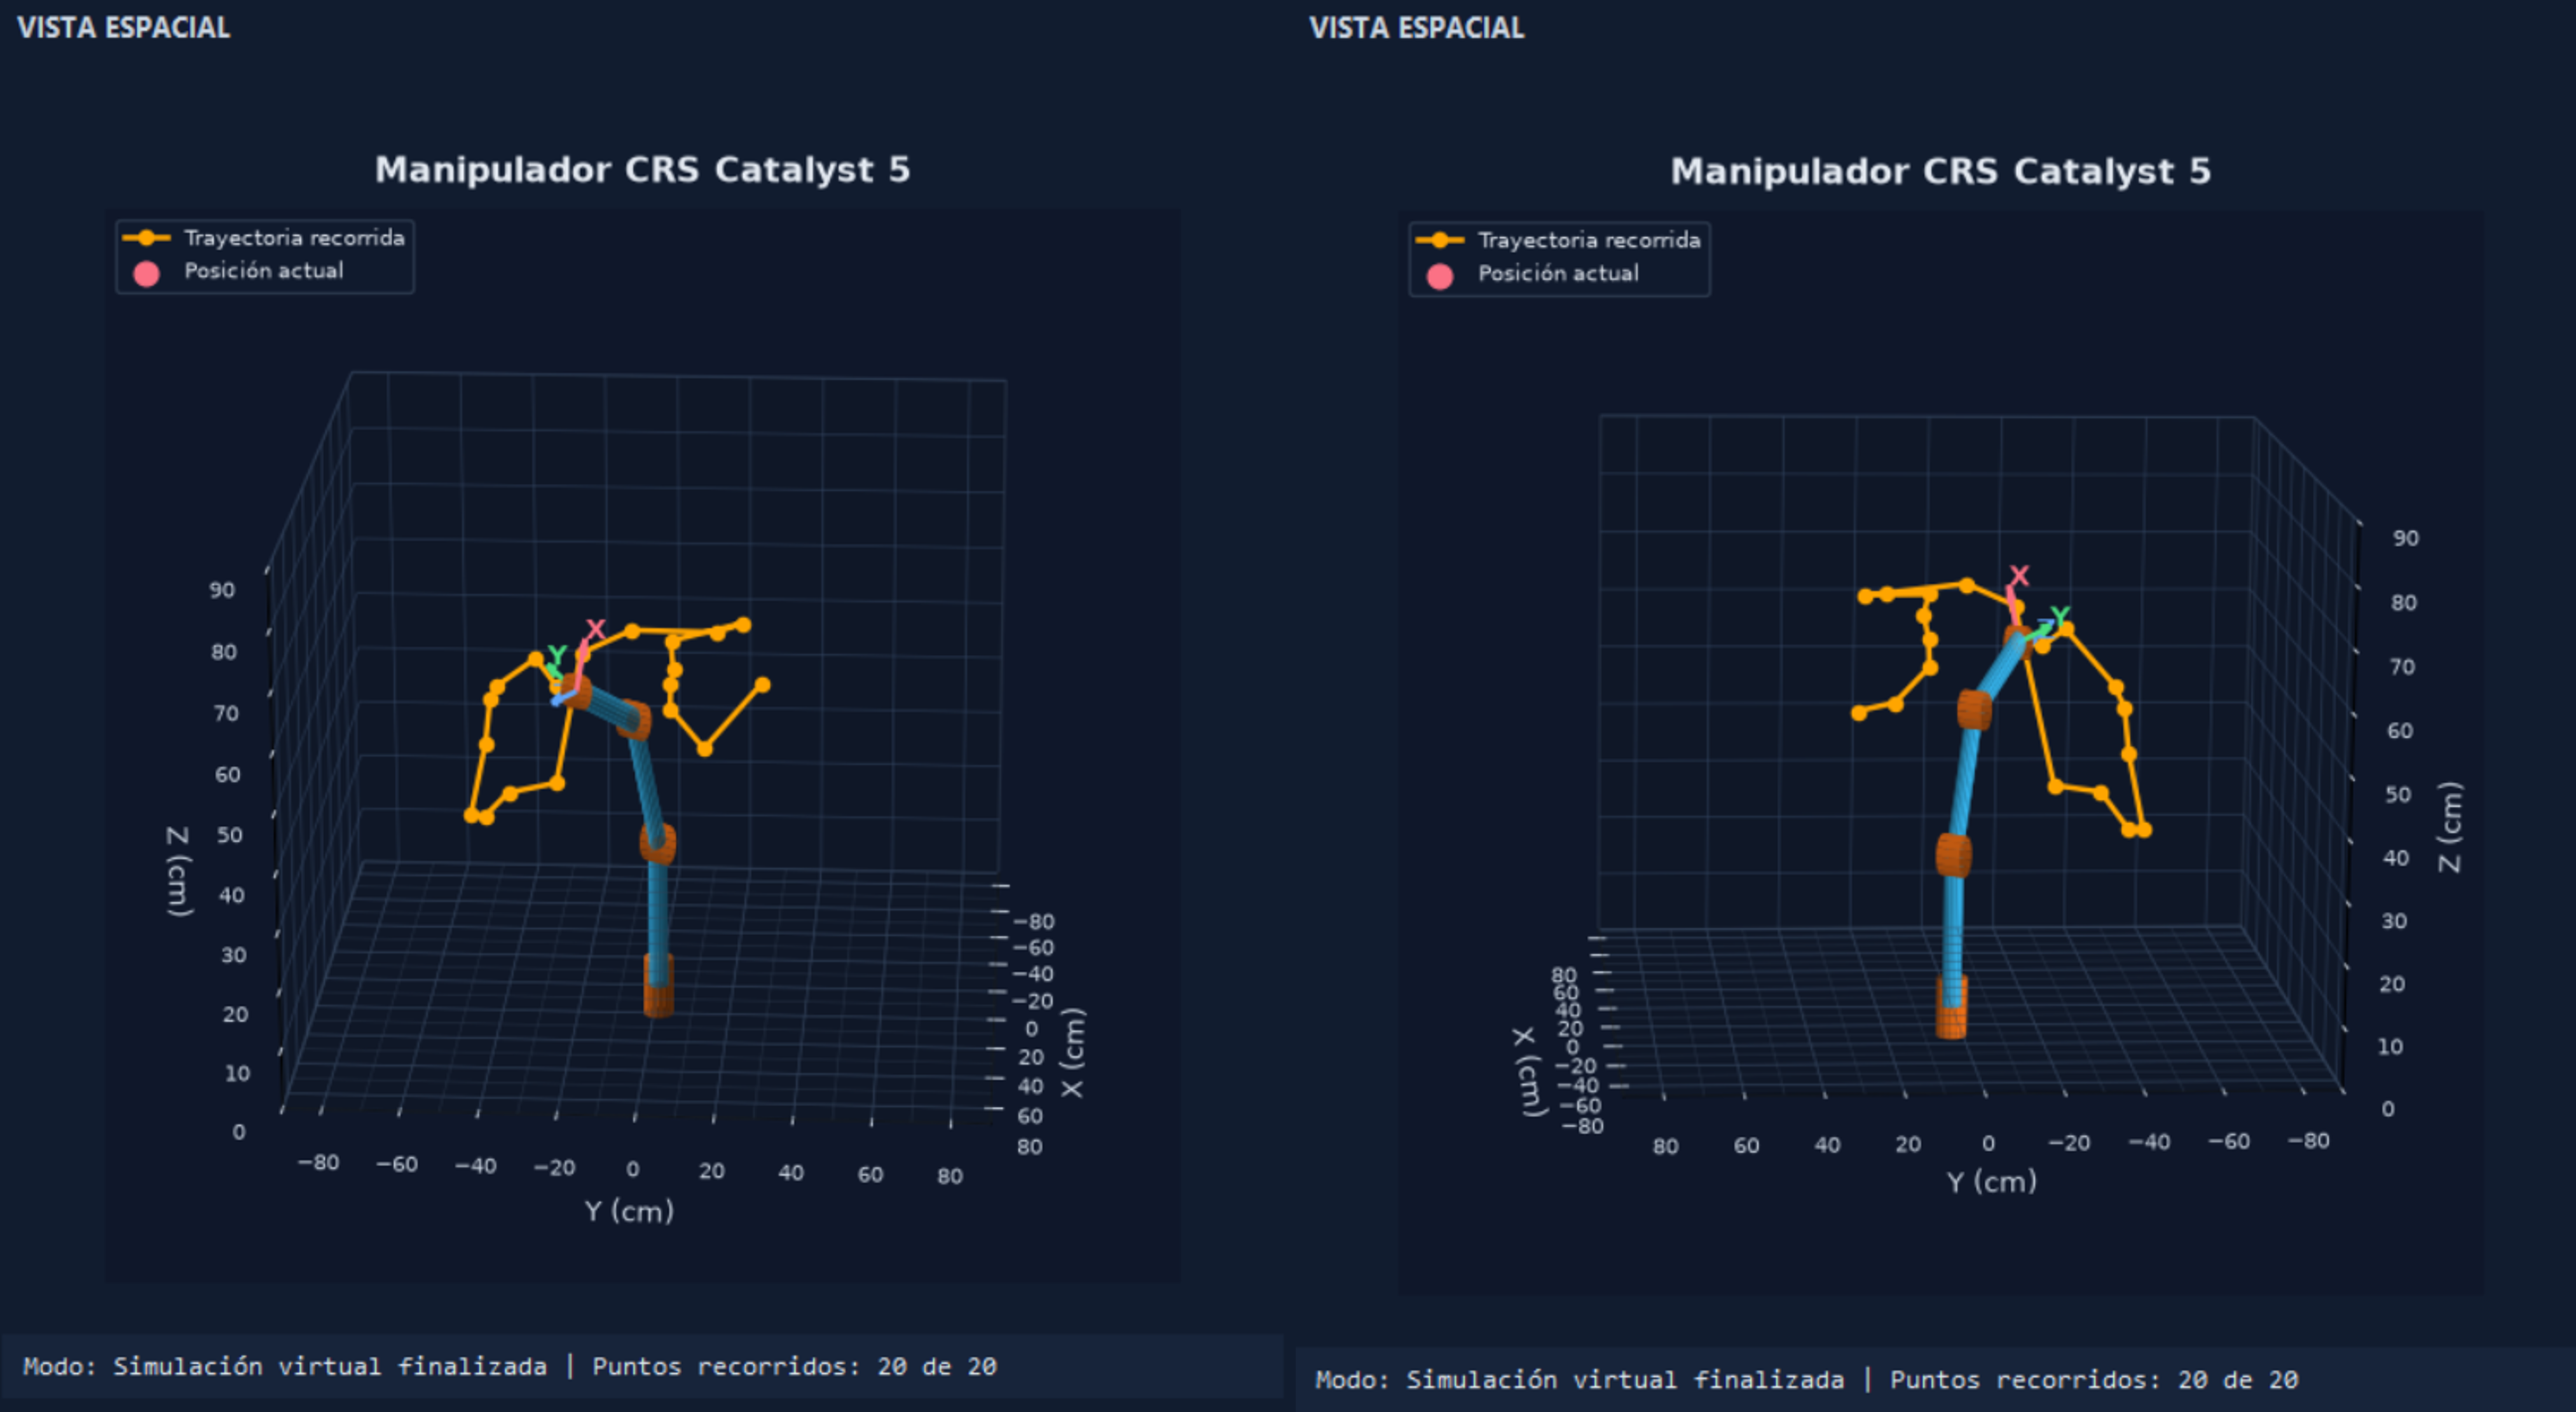 VISTA ESPACIAL
Manipulador CRS Catalyst 5
Trayectoria recorrida
Posición actual
X
Y
90
80
70
60
50
40
30
20
10
0
Z (cm)
−80
−60
−40
−20
0
20
40
60
80
Y (cm)
−80
−60
−40
−20
0
20
40
60
80
X (cm)
Modo: Simulación virtual finalizada | Puntos recorridos: 20 de 20
VISTA ESPACIAL
Manipulador CRS Catalyst 5
Trayectoria recorrida
Posición actual
X
Y
90
80
70
60
50
40
30
20
10
0
Z (cm)
80
60
40
20
0
−20
−40
−60
−80
X (cm)
80
60
40
20
0
−20
−40
−60
−80
Y (cm)
Modo: Simulación virtual finalizada | Puntos recorridos: 20 de 20